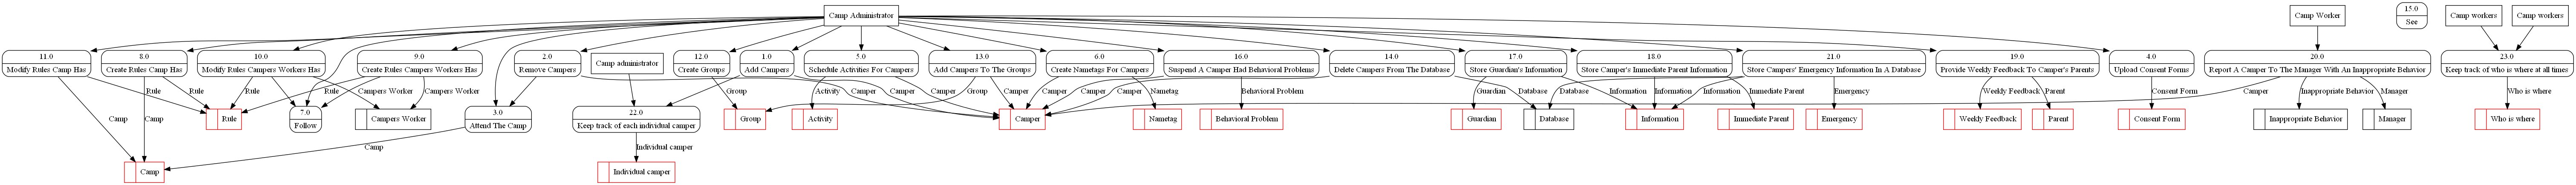 Camp Administrator
Camp Worker
15.0
See
Camp workers
Camp workers
11.0
Modify Rules Camp Has
8.0
Create Rules Camp Has
10.0
Modify Rules Campers Workers Has
9.0
Create Rules Campers Workers Has
2.0
Remove Campers
Camp administrator
12.0
Create Groups
1.0
Add Campers
5.0
Schedule Activities For Campers
13.0
Add Campers To The Groups
6.0
Create Nametags For Campers
16.0
Suspend A Camper Had Behavioral Problems
14.0
Delete Campers From The Database
17.0
Store Guardian's Information
18.0
Store Camper's Immediate Parent Information
21.0
Store Campers' Emergency Information In A Database
19.0
Provide Weekly Feedback To Camper's Parents
4.0
Upload Consent Forms
20.0
Report A Camper To The Manager With An Inappropriate Behavior
23.0
Keep track of who is where at all times
Rule
Rule
Rule
Rule
Campers Worker
Campers Worker
Group
Activity
Camper
Camper
Camper
Group
Camper
Camper
Camper
Camper
Nametag
Behavioral Problem
Guardian
Database
Database
Information
Information
Information
Immediate Parent
Emergency
Weekly Feedback
Parent
Consent Form
Camper
Inappropriate Behavior
Manager
Who is where
Camp
Camp
Rule
7.0
Follow
Campers Worker
3.0
Attend The Camp
22.0
Keep track of each individual camper
Group
Activity
Camper
Nametag
Behavioral Problem
Guardian
Database
Information
Immediate Parent
Emergency
Weekly Feedback
Parent
Consent Form
Inappropriate Behavior
Manager
Who is where
Camp
Individual camper
Camp
Individual camper